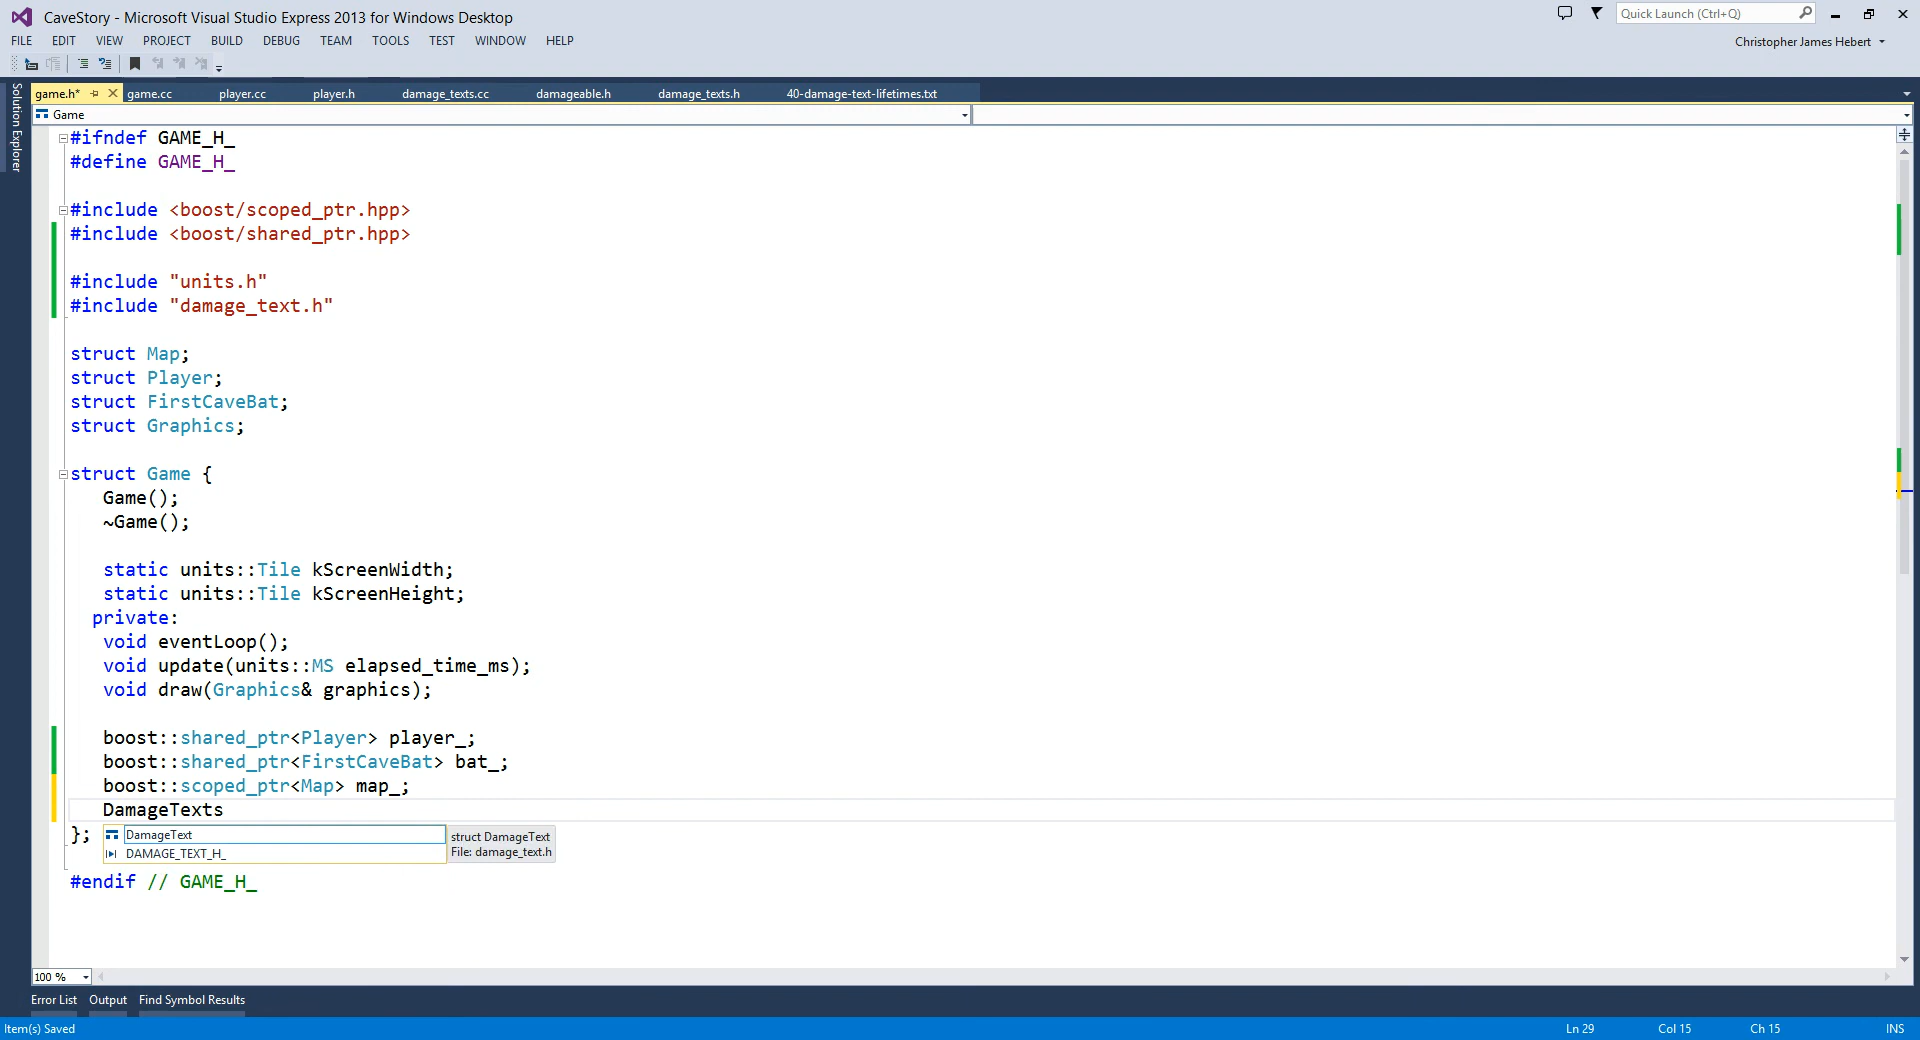 CaveStory - Microsoft Visual Studio Express 2013 for Windows Desktop
Quick Launch (Ctrl+Q)
FILE EDIT VIEW PROJECT BUILD DEBUG TEAM TOOLS TEST WINDOW HELP
Christopher James Hebert
Solution Explorer
game.h* game.cc player.cc player.h damage_texts.cc dameageable.h damage_texts.h 40-damage-text-lifetimes.txt
Game
#ifndef GAME_H_
#define GAME_H_
#include <boost/scoped_ptr.hpp>
#include <boost/shared_ptr.hpp>
#include "units.h"
#include "damage_text.h"
struct Map;
struct Player;
struct FirstCaveBat;
struct Graphics;
struct Game {
Game();
~Game();
static units::Tile kScreenWidth;
static units::Tile kScreenHeight;
private:
void eventLoop();
void update(units::MS elapsed_time_ms);
void draw(Graphics& graphics);
boost::shared_ptr<Player> player_;
boost::shared_ptr<FirstCaveBat> bat_;
boost::scoped_ptr<Map> map_;
DamageTexts
};
DamageText
DAMAGE_TEXT_H_
struct DamageText
File: damage_text.h
#endif // GAME_H_
100 %
Error List Output Find Symbol Results
Item(s) Saved
Ln 29 Col 15 Ch 15 INS